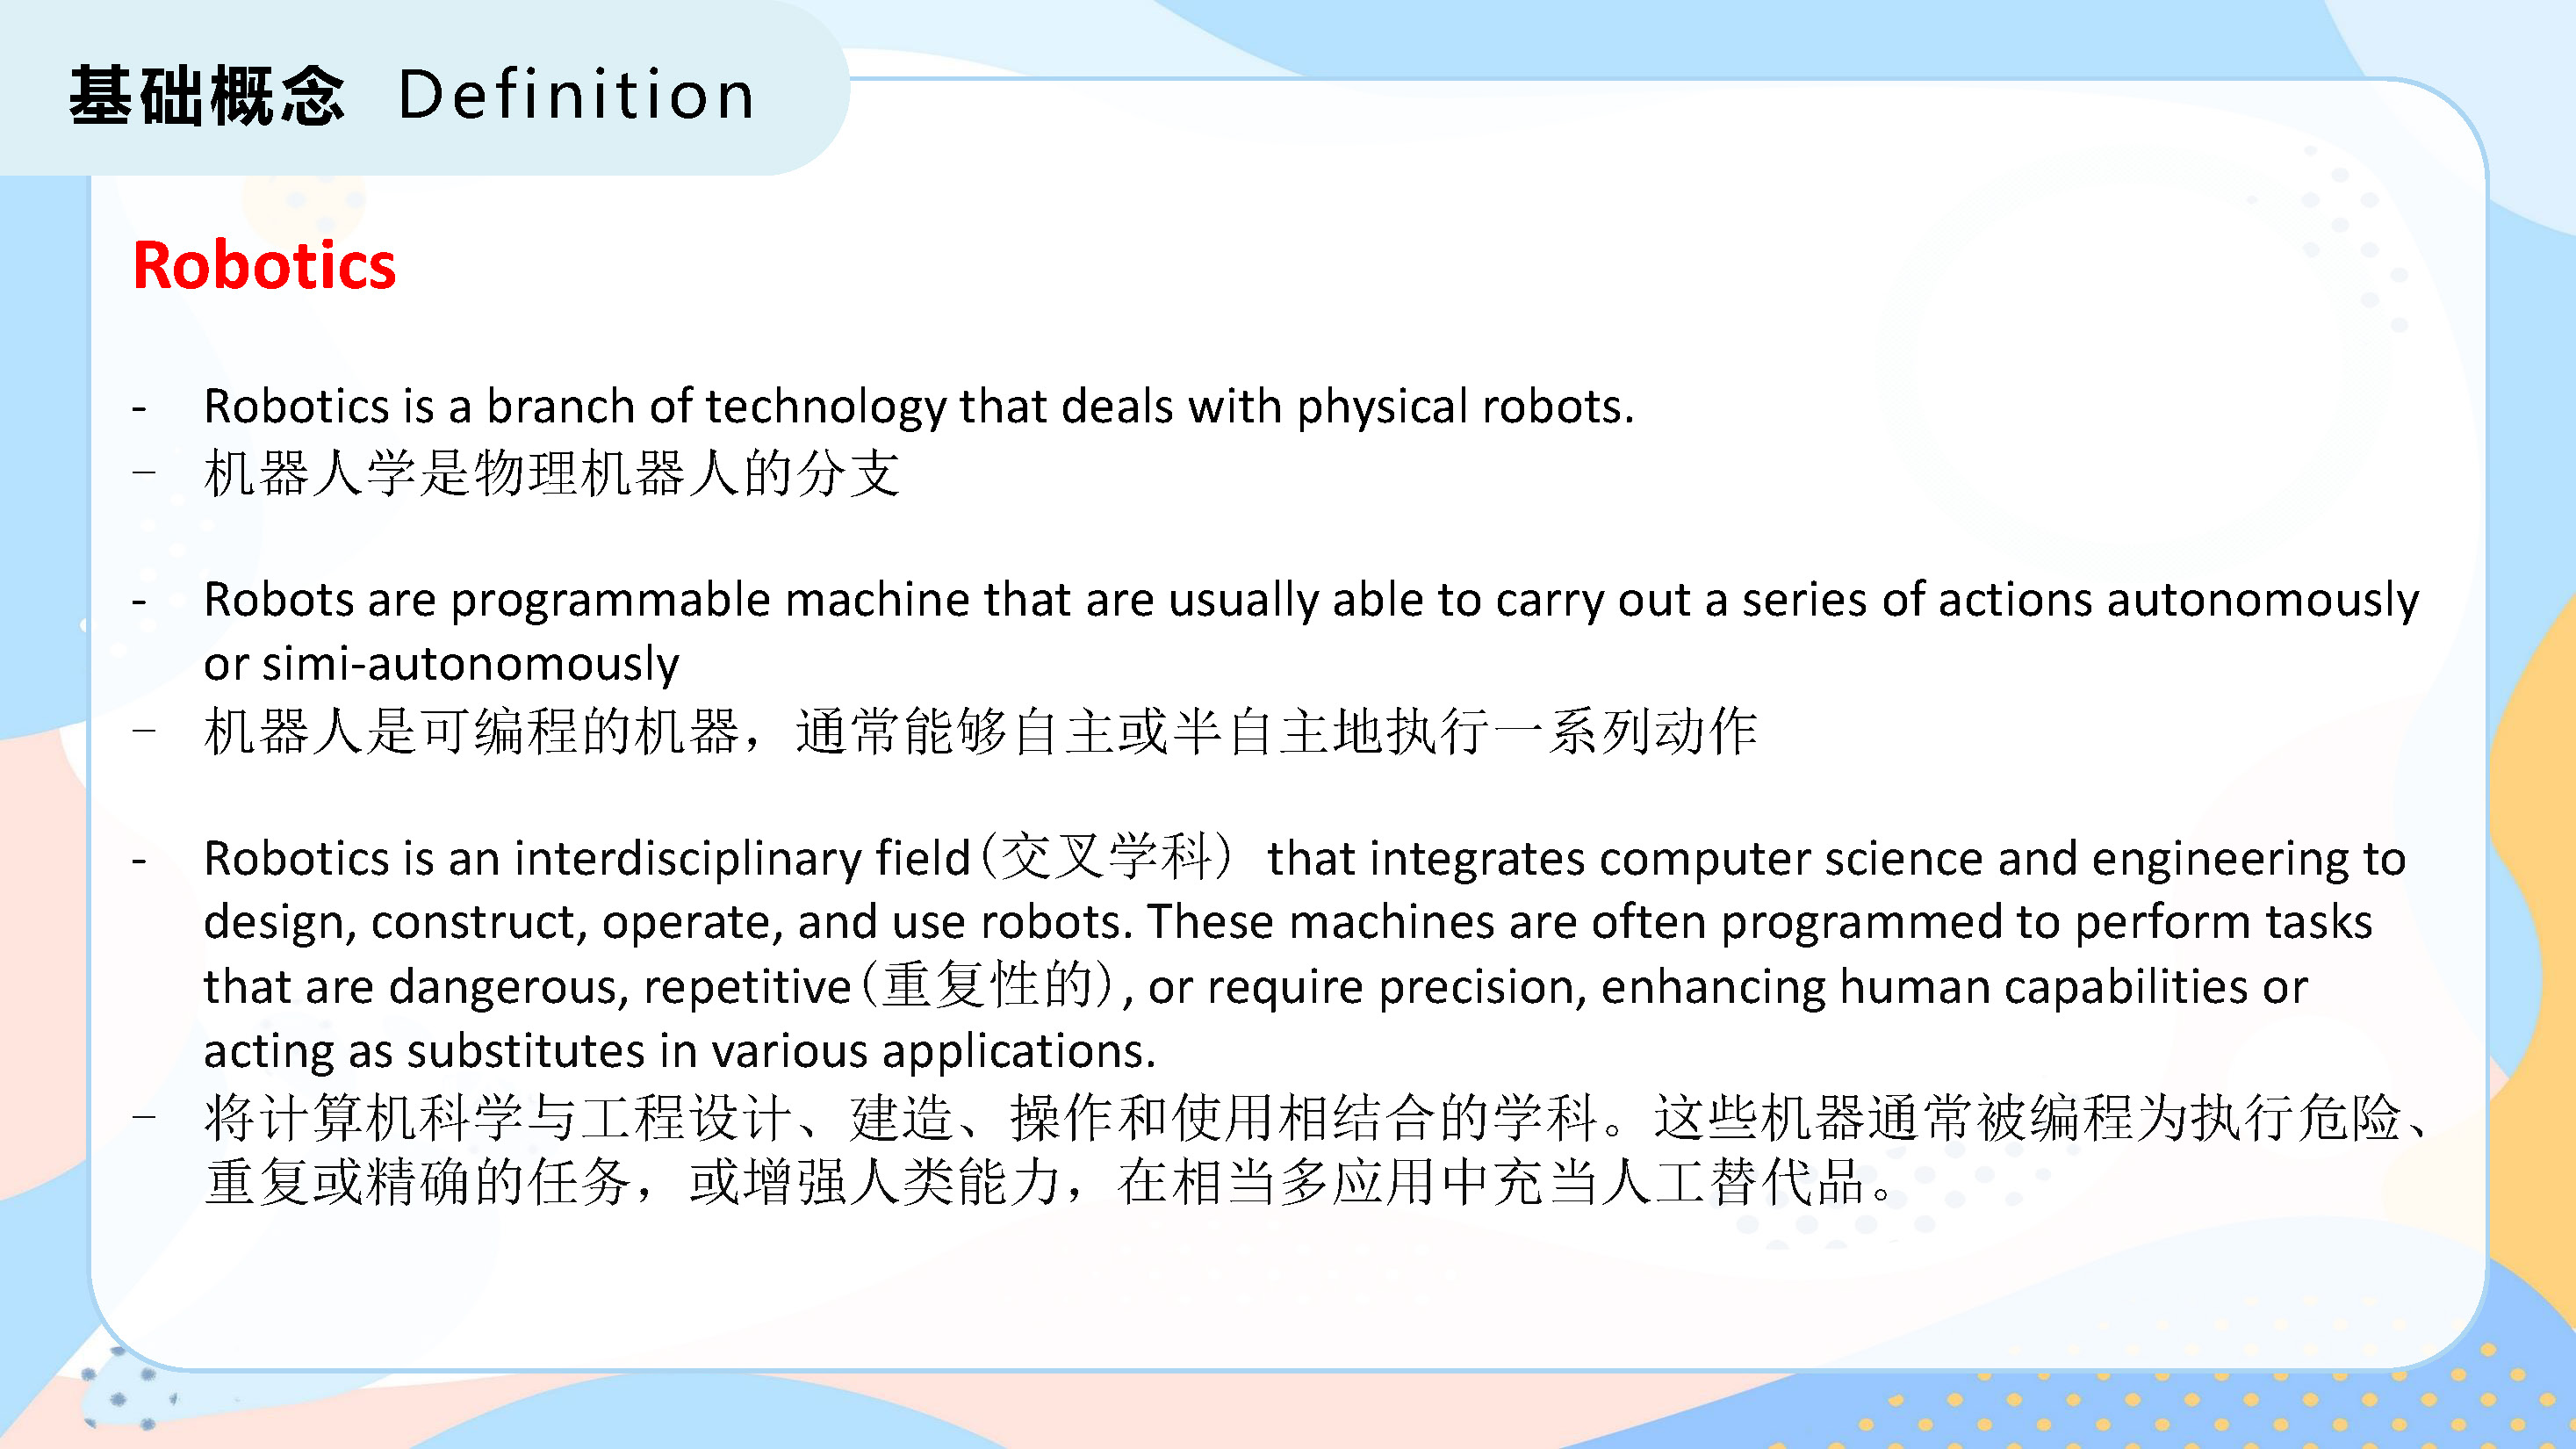 基础概念 Definition
Robotics
- Robotics is a branch of technology that deals with physical robots.
- 机器人学是物理机器人的分支
- Robots are programmable machine that are usually able to carry out a series of actions autonomously
or simi-autonomously
- 机器人是可编程的机器，通常能够自主或半自主地执行一系列动作
- Robotics is an interdisciplinary field(交叉学科) that integrates computer science and engineering to
design, construct, operate, and use robots. These machines are often programmed to perform tasks
that are dangerous, repetitive(重复性的), or require precision, enhancing human capabilities or
acting as substitutes in various applications.
- 将计算机科学与工程设计、建造、操作和使用相结合的学科。这些机器通常被编程为执行危险、
重复或精确的任务，或增强人类能力，在相当多应用中充当人工替代品。